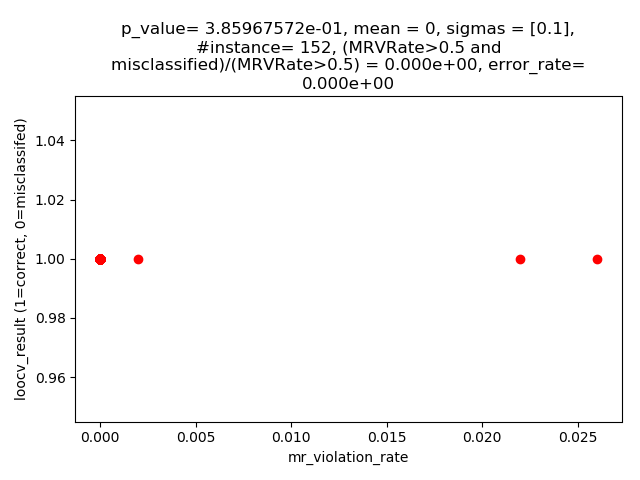 p_value= 3.85967572e-01, mean = 0, sigmas = [0.1],
#instance= 152, (MRVRate>0.5 and
misclassified)/(MRVRate>0.5) = 0.000e+00, error_rate=
0.000e+00
loocv_result (1=correct, 0=misclassifed)
1.04
1.02
1.00
0.98
0.96
0.000
0.005
0.010
0.015
0.020
0.025
mr_violation_rate